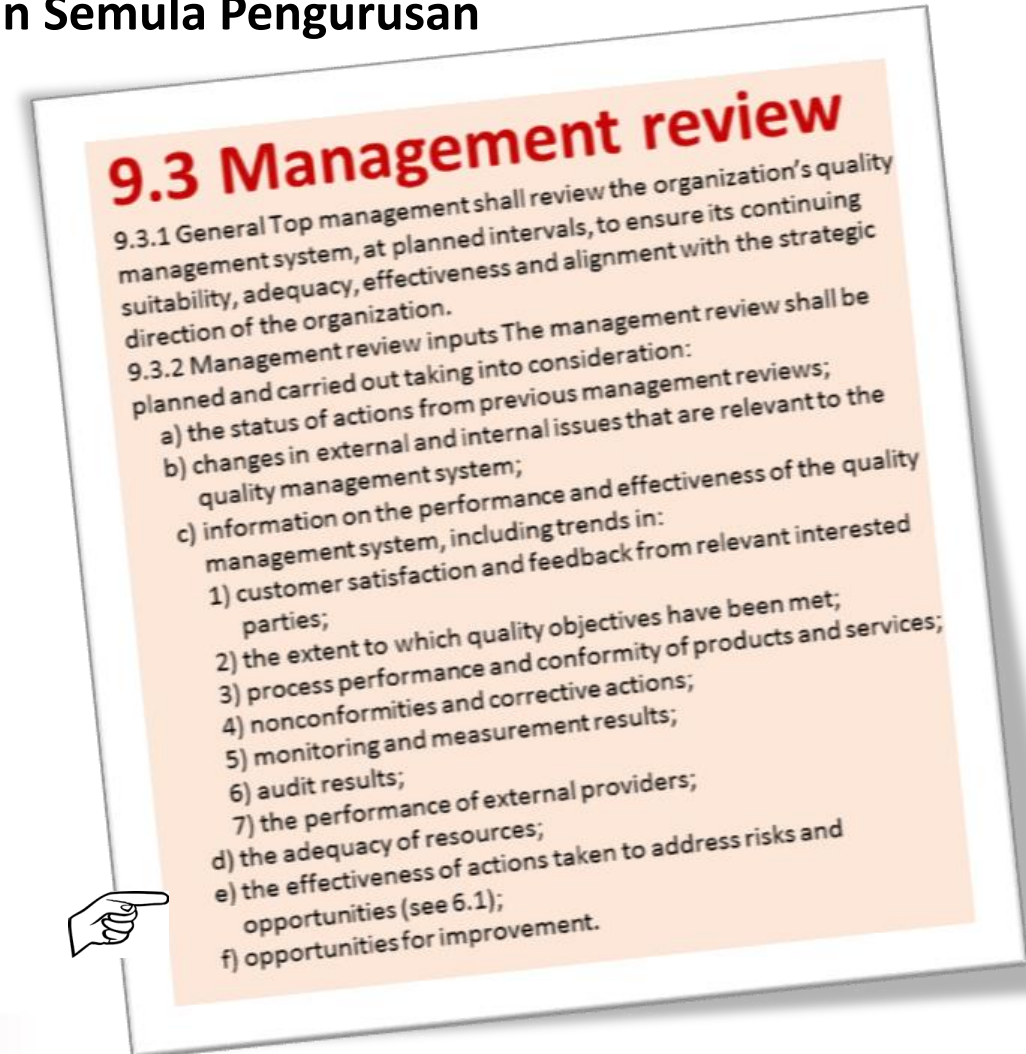 n Semula Pengurusan
9.3 Management review
9.3.1 General Top management shall review the organization's quality
management system, at planned intervals, to ensure its continuing
suitability, adequacy, effectiveness and alignment with the strategic
direction of the organization.
9.3.2 Management review inputs The management review shall be
planned and carried out taking into consideration:
a) the status of actions from previous management reviews;
b) changes in external and internal issues that are relevant to the
quality management system;
c) information on the performance and effectiveness of the quality
management system, including trends in:
1) customer satisfaction and feedback from relevant interested
parties;
2) the extent to which quality objectives have been met;
3) process performance and conformity of products and services;
4) nonconformities and corrective actions;
5) monitoring and measurement results;
6) audit results;
7) the performance of external providers;
d) the adequacy of resources;
e) the effectiveness of actions taken to address risks and
opportunities (see 6.1);
f) opportunities for improvement.